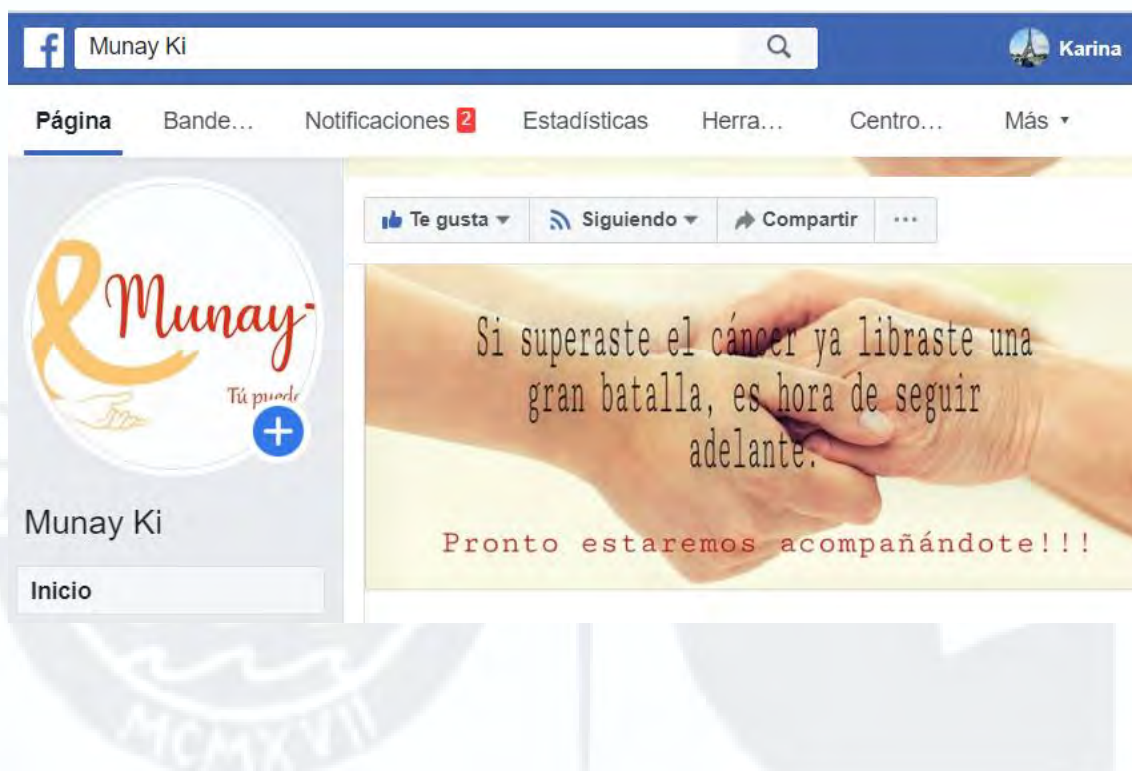 Munay Ki
Karina
Página Bande... Notificaciones 2 Estadísticas Herra... Centro... Más
Te gusta Siguiendo Compartir ...
Munay-
Tú puede
Si superaste el cáncer ya libraste una
gran batalla, es hora de seguir
adelante.
Pronto estaremos acompañándote!!!
Munay Ki
Inicio
MCMXVII